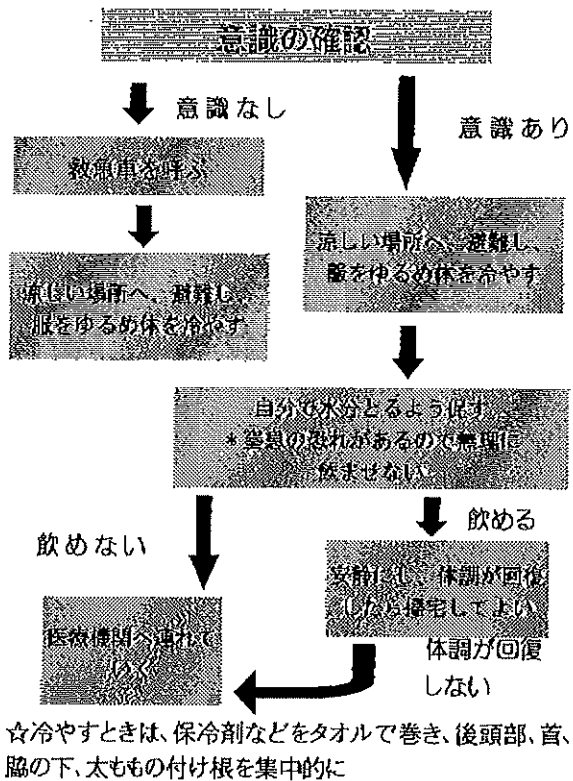 意識の確認
意識なし
意識あり
救急車を呼ぶ
涼しい場所へ、避難し、
服をゆるめ体を冷やす
涼しい場所へ、避難し、
服をゆるめ体を冷やす
自分で水分とるよう促す
*窒息の恐れがあるので無理に
飲ませない
飲めない
飲める
安静にし、体調が回復
したら帰宅してよい
医療機関へ連れて
いく
体調が回復
しない
☆冷やすときは、保冷剤などをタオルで巻き、後頭部、首、
脇の下、太ももの付け根を集中的に